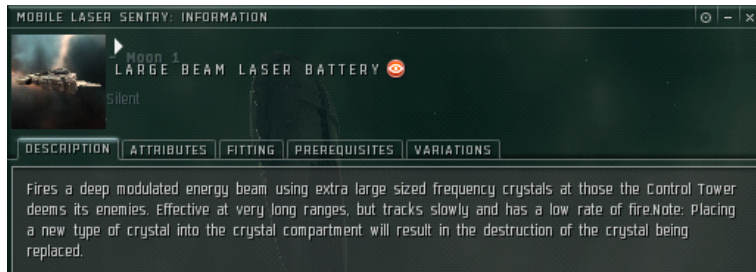 MOBILE LASER SENTRY: INFORMATION
- Moon 1
LARGE BEAM LASER BATTERY
Silent
DESCRIPTION ATTRIBUTES FITTING PREREQUISITES VARIATIONS
Fires a deep modulated energy beam using extra large sized frequency crystals at those the Control Tower
deems its enemies. Effective at very long ranges, but tracks slowly and has a low rate of fire.Note: Placing
a new type of crystal into the crystal compartment will result in the destruction of the crystal being
replaced.